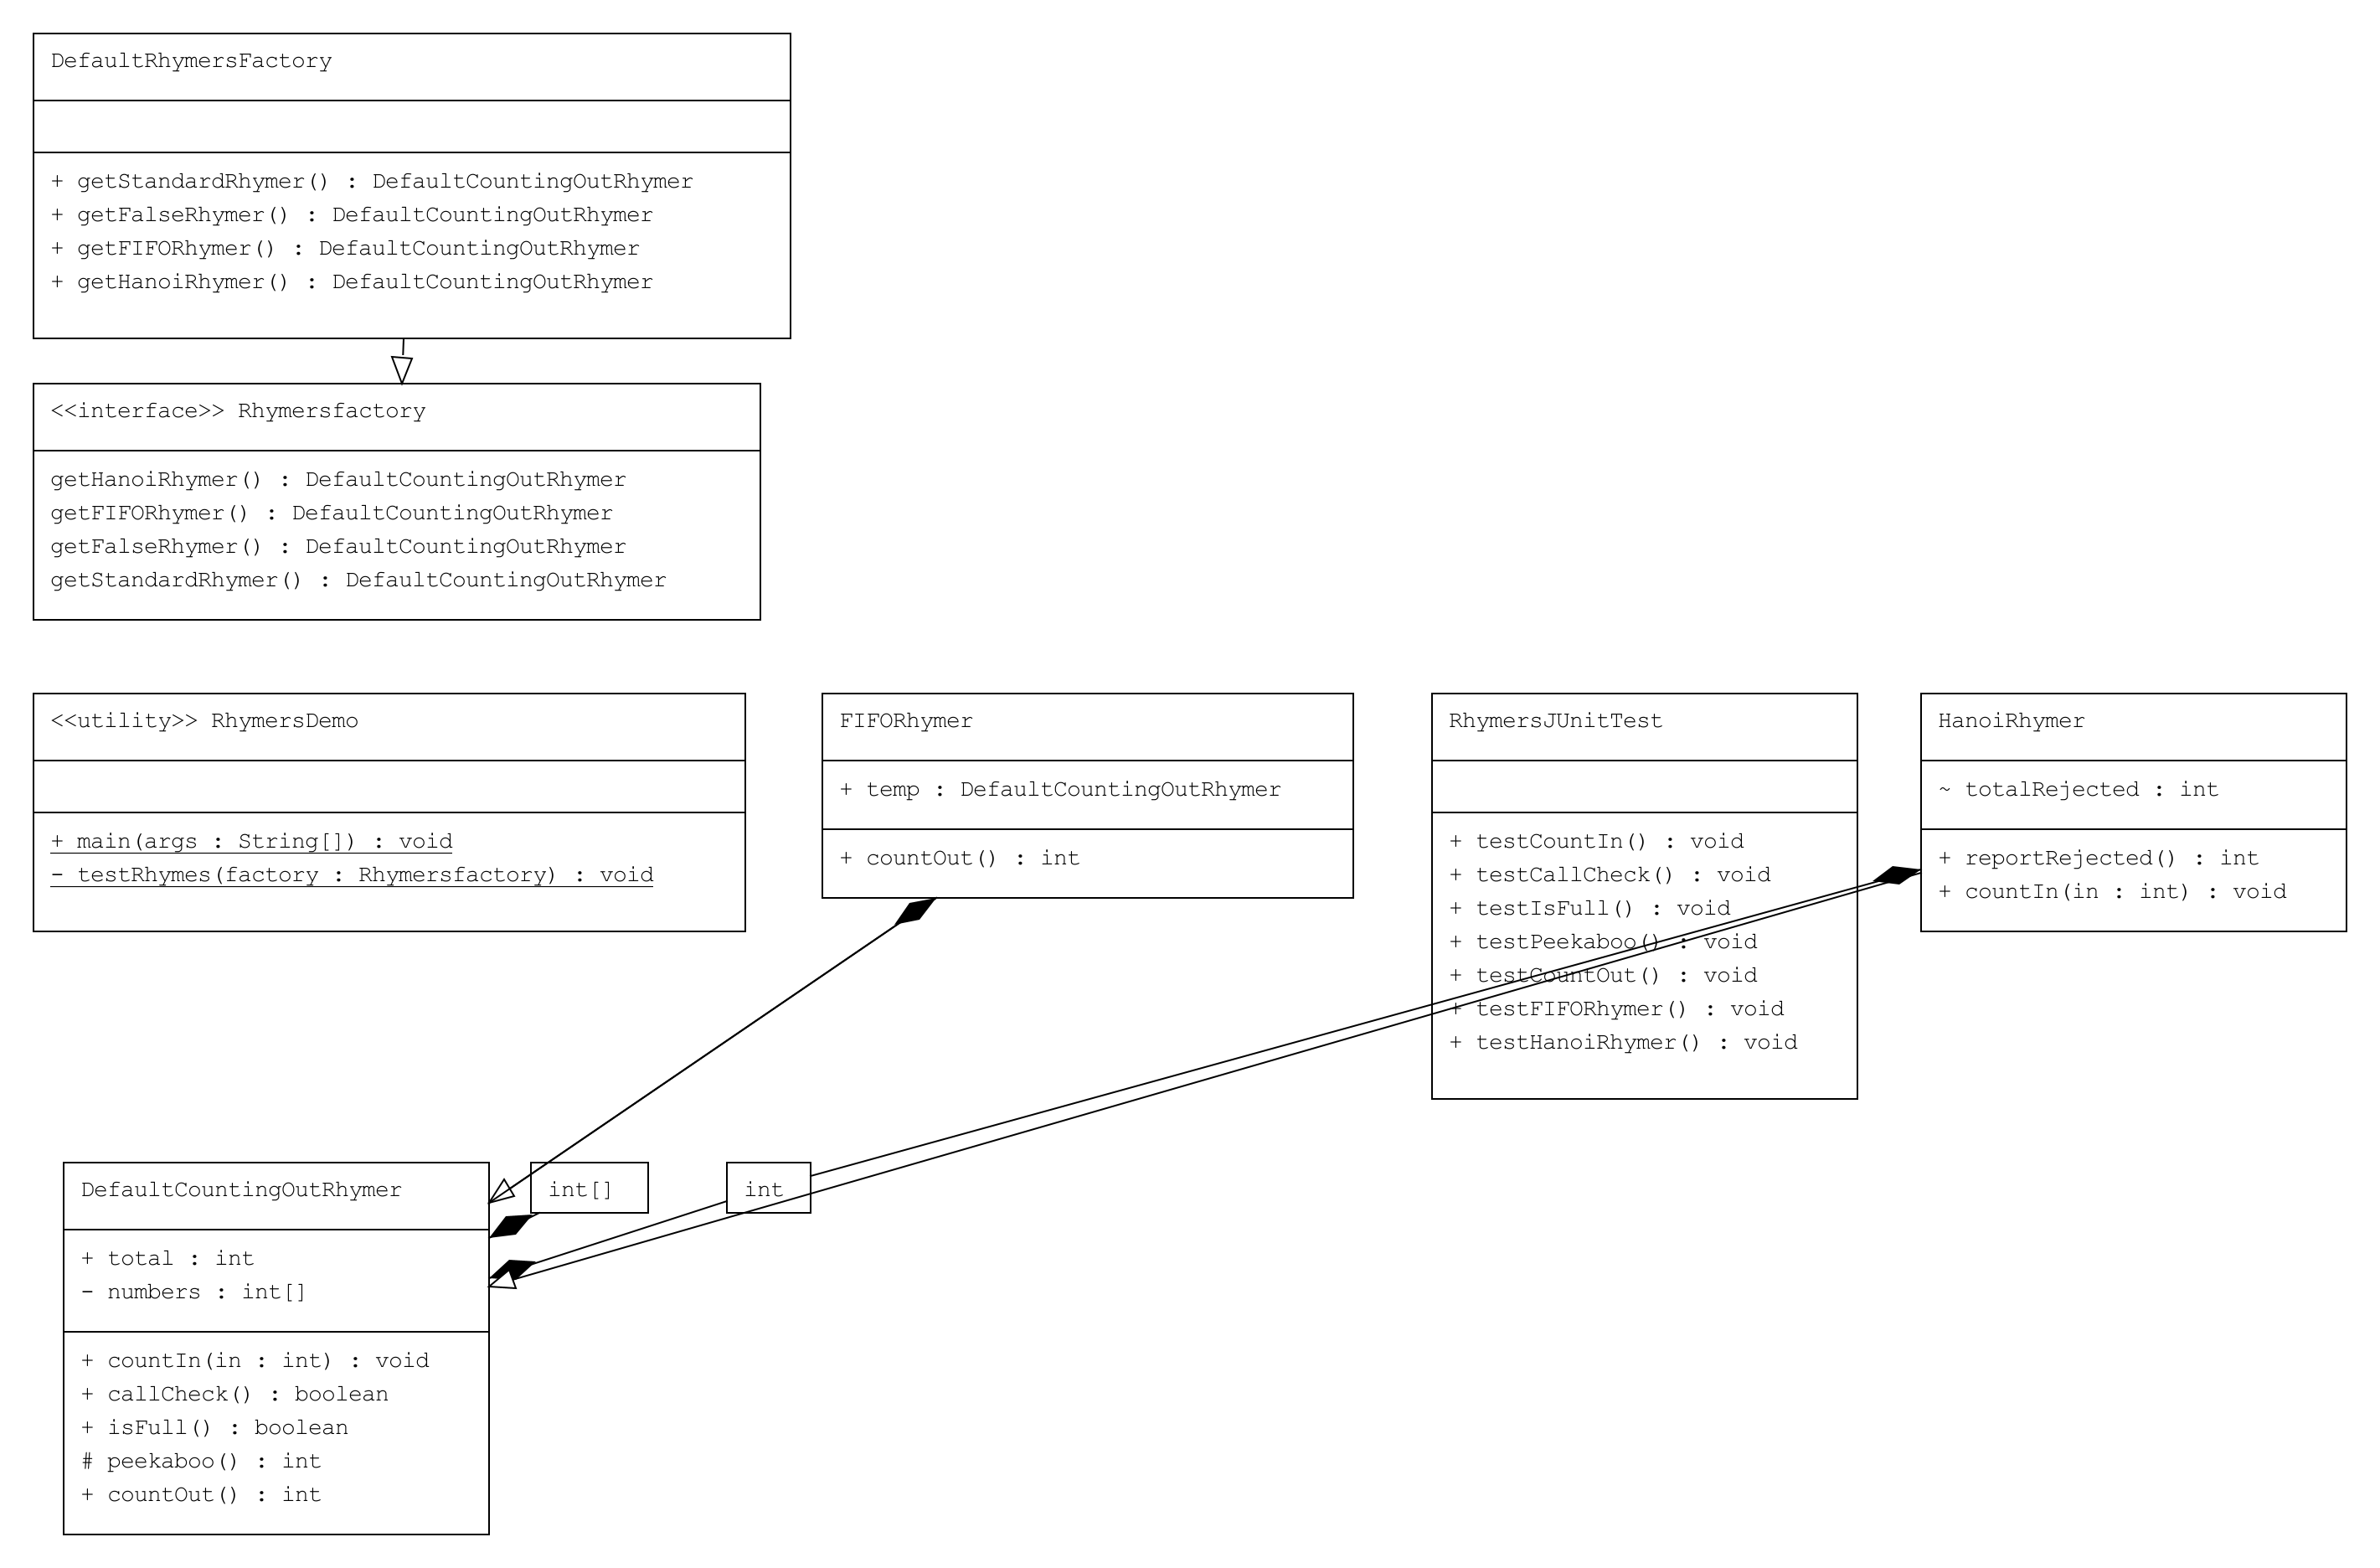 DefaultRhymersFactory
+ getStandardRhymer() : DefaultCountingOutRhymer
+ getFalseRhymer() : DefaultCountingOutRhymer
+ getFIFORhymer() : DefaultCountingOutRhymer
+ getHanoiRhymer() : DefaultCountingOutRhymer
<<interface>> Rhymersfactory
getHanoiRhymer() : DefaultCountingOutRhymer
getFIFORhymer() : DefaultCountingOutRhymer
getFalseRhymer() : DefaultCountingOutRhymer
getStandardRhymer() : DefaultCountingOutRhymer
<<utility>> RhymersDemo
+ main(args : String[]) : void
- testRhymes(factory : Rhymersfactory) : void
FIFORhymer
+ temp : DefaultCountingOutRhymer
+ countOut() : int
RhymersJUnitTest
+ testCountIn() : void
+ testCallCheck() : void
+ testIsFull() : void
+ testPeekaboo() : void
+ testCountOut() : void
+ testFIFORhymer() : void
+ testHanoiRhymer() : void
HanoiRhymer
~ totalRejected : int
+ reportRejected() : int
+ countIn(in : int) : void
DefaultCountingOutRhymer
+ total : int
- numbers : int[]
+ countIn(in : int) : void
+ callCheck() : boolean
+ isFull() : boolean
# peekaboo() : int
+ countOut() : int
int[]
int